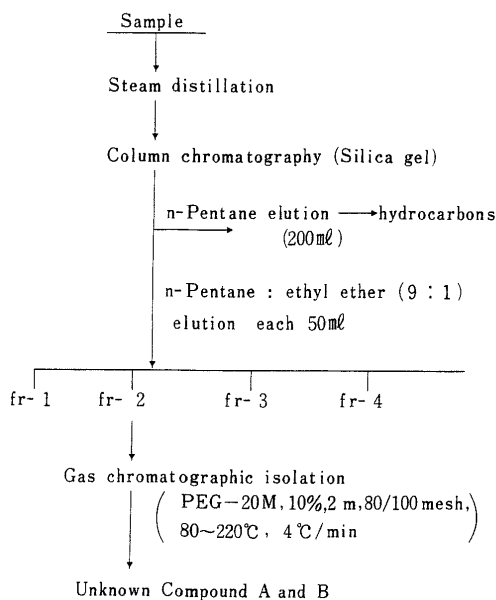 Sample
Steam distillation
Column chromatography (Silica gel)
n-Pentane elution → hydrocarbons
(200㎖)
n-Pentane : ethyl ether (9 : 1)
elution each 50㎖
fr- 1 fr- 2 fr- 3 fr- 4
Gas chromatographic isolation
( PEG-20M, 10%, 2 m, 80/100 mesh,
80~220℃, 4℃/min )
Unknown Compound A and B